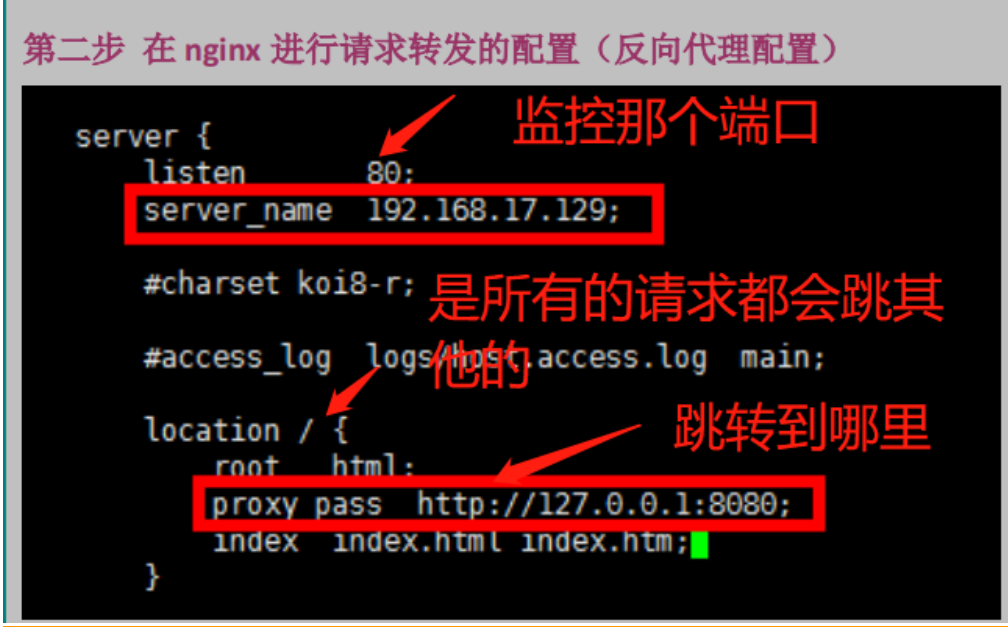 第二步 在 nginx 进行请求转发的配置（反向代理配置）
监控那个端口
server {
listen 80;
server_name 192.168.17.129;
#charset koi8-r;
是所有的请求都会跳其
他的
#access_log logs/host.access.log main;
location / {
跳转到哪里
root html;
proxy_pass http://127.0.0.1:8080;
index index.html index.htm;
}